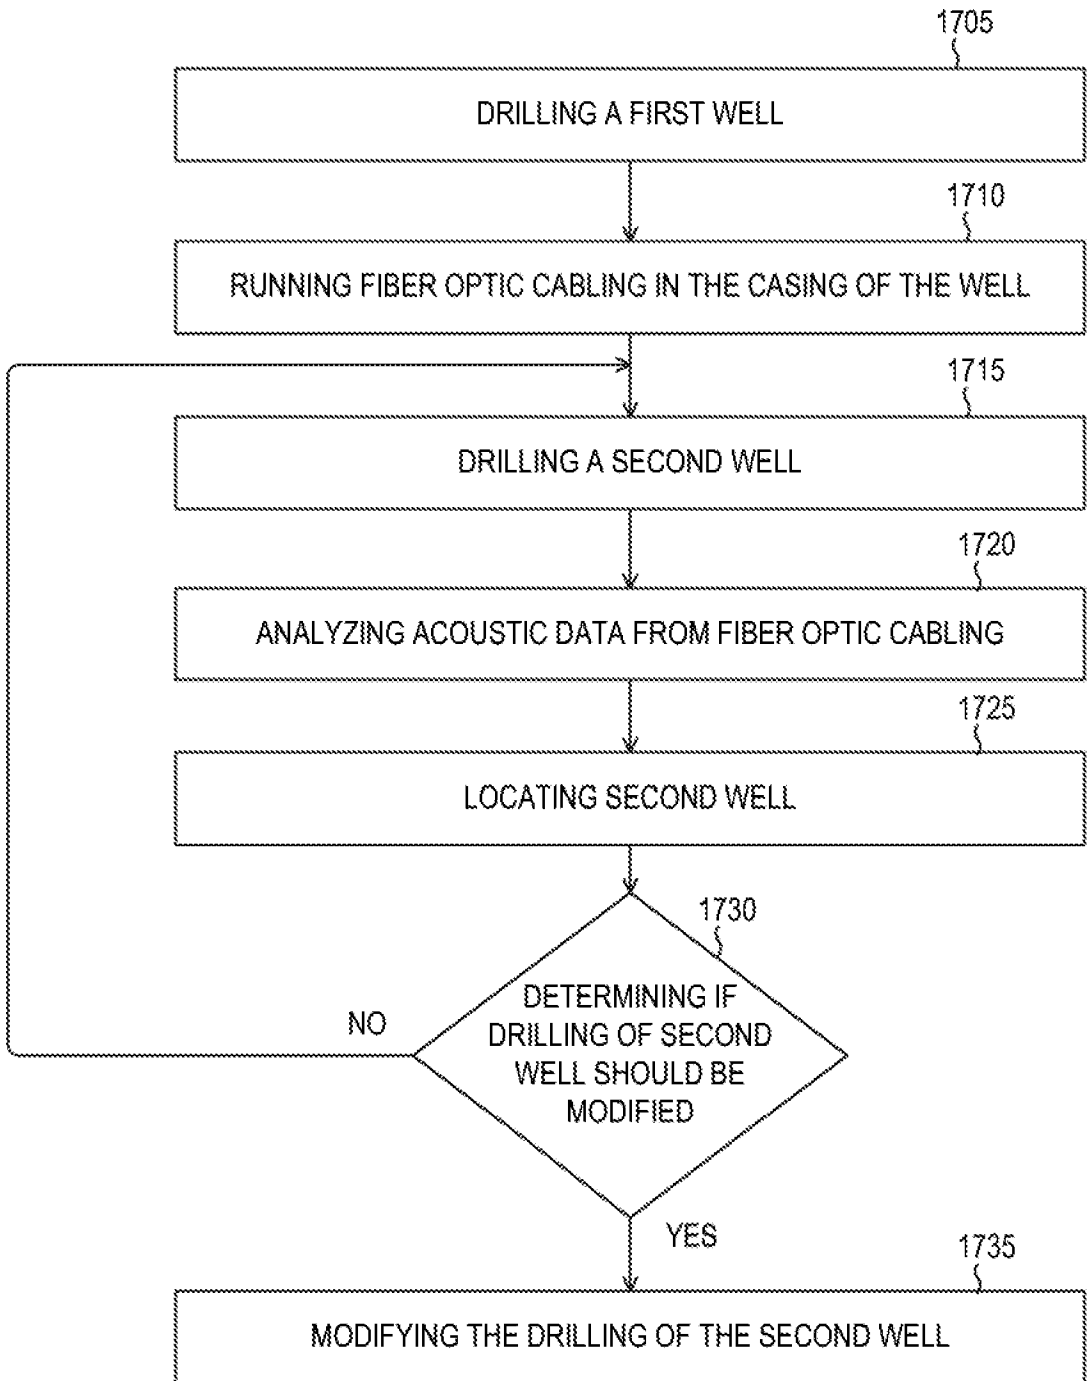 1705
DRILLING A FIRST WELL
1710
RUNNING FIBER OPTIC CABLING IN THE CASING OF THE WELL
1715
DRILLING A SECOND WELL
1720
ANALYZING ACOUSTIC DATA FROM FIBER OPTIC CABLING
1725
LOCATING SECOND WELL
1730
DETERMINING IF
DRILLING OF SECOND
WELL SHOULD BE
MODIFIED
NO
YES
1735
MODIFYING THE DRILLING OF THE SECOND WELL